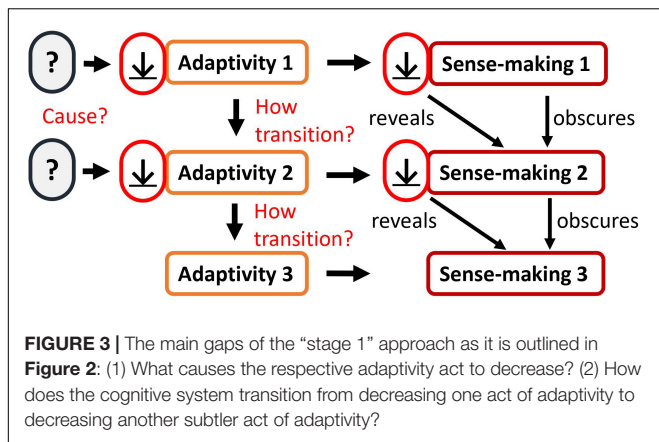 ? Adaptivity 1 Sense-making 1
Cause? How transition? reveals obscures
? Adaptivity 2 Sense-making 2
How transition? reveals obscures
Adaptivity 3 Sense-making 3
FIGURE 3 | The main gaps of the “stage 1” approach as it is outlined in
Figure 2: (1) What causes the respective adaptivity act to decrease? (2) How
does the cognitive system transition from decreasing one act of adaptivity to
decreasing another subtler act of adaptivity?